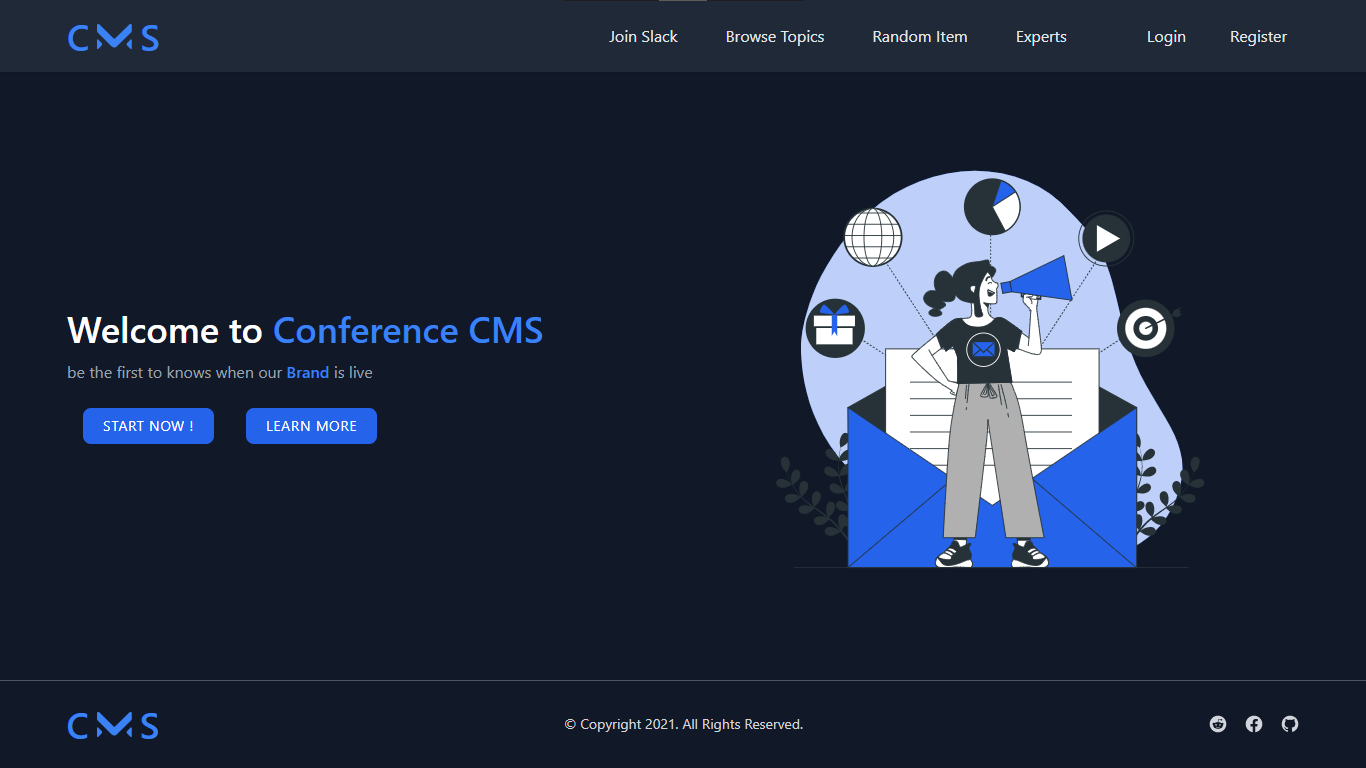 CMS
Join Slack Browse Topics Random Item Experts Login Register
Welcome to Conference CMS
be the first to knows when our Brand is live
START NOW ! LEARN MORE
CMS © Copyright 2021. All Rights Reserved.